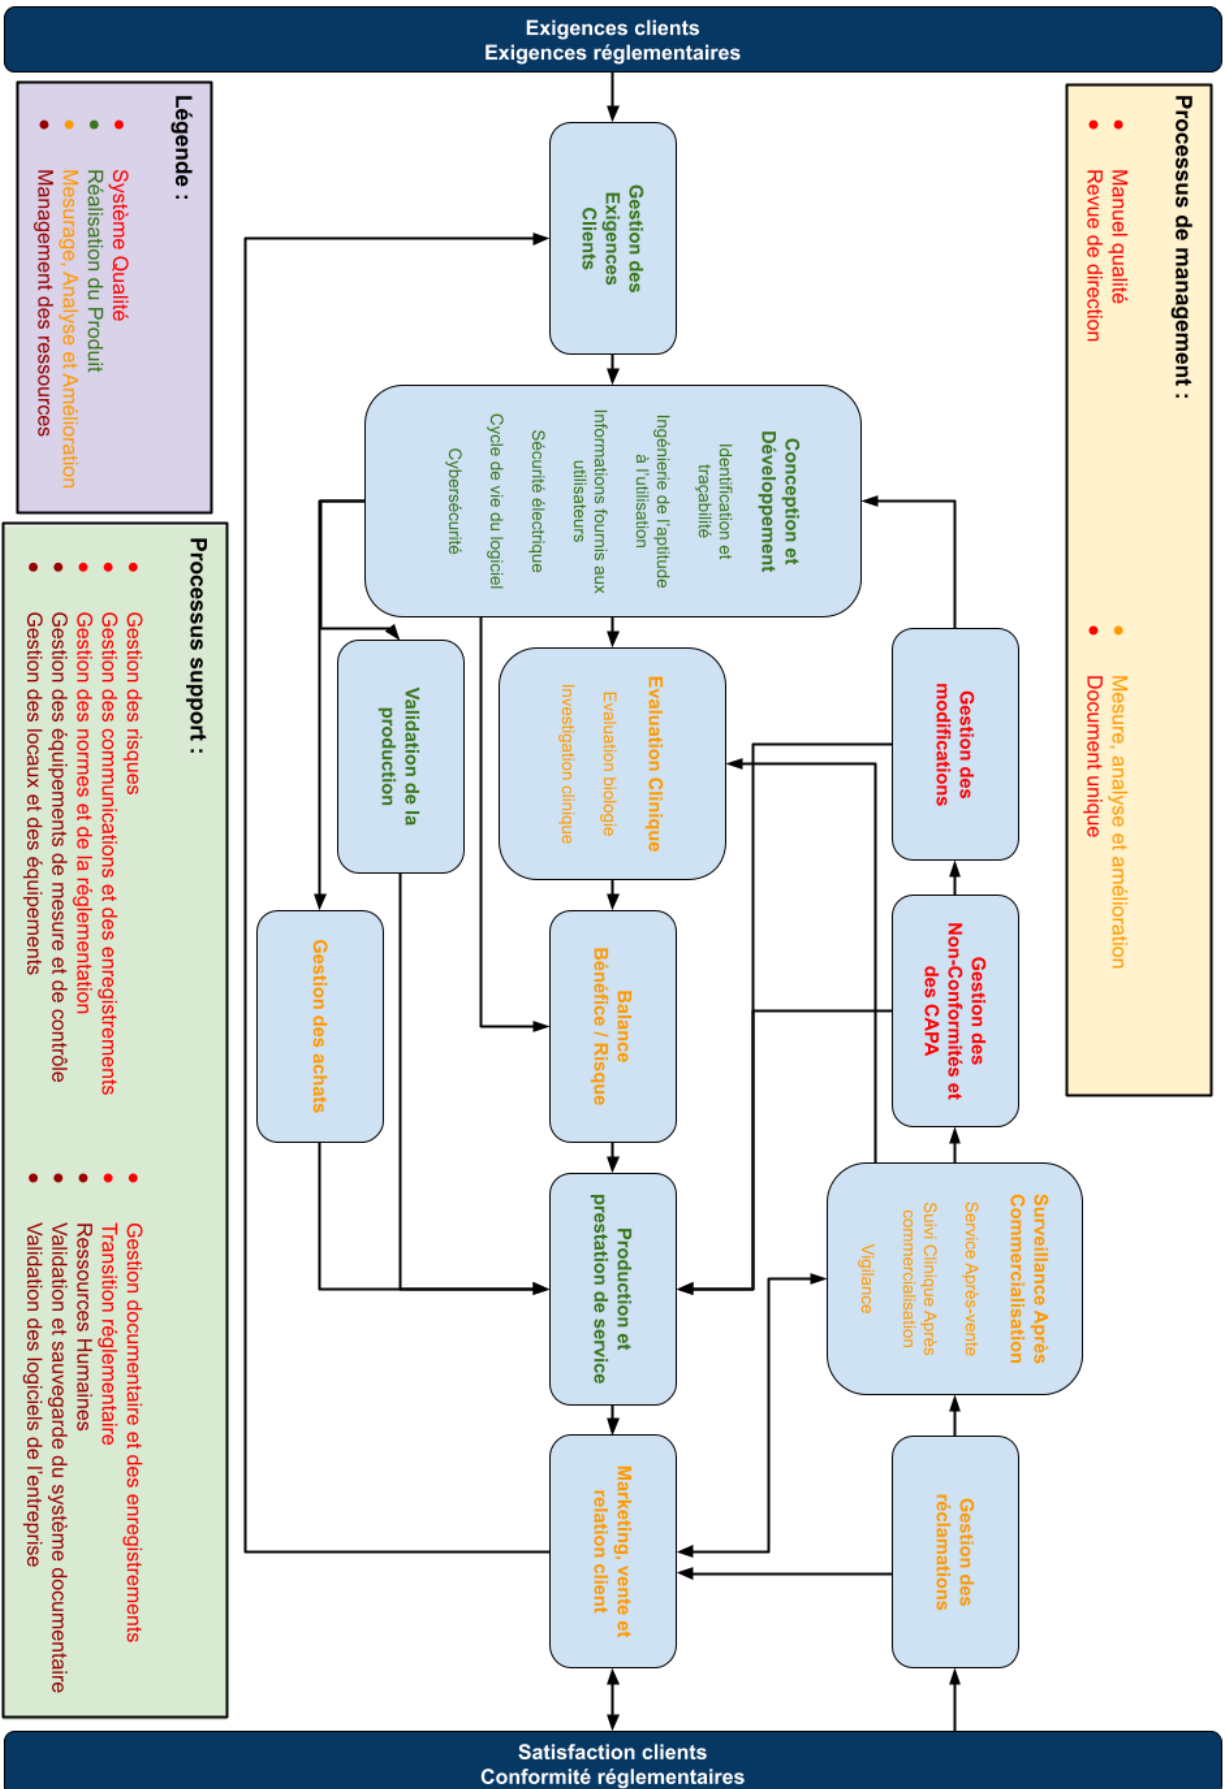 Exigences clients
Exigences réglementaires
Processus de management :
Manuel qualité
Revue de direction
Mesure, analyse et amélioration
Document unique
Gestion des
Exigences
Clients
Conception et
Développement
Identification et
traçabilité
Ingénierie de l'aptitude
à l'utilisation
Informations fournis aux
utilisateurs
Sécurité électrique
Cycle de vie du logiciel
Cybersécurité
Gestion des
modifications
Gestion des
Non-Conformités et
des CAPA
Surveillance Après
Commercialisation
Service Après-vente
Suivi Clinique Après
commercialisation
Vigilance
Gestion des
réclamations
Evaluation Clinique
Evaluation biologie
Investigation clinique
Balance
Bénéfice / Risque
Production et
prestation de service
Marketing, vente et
relation client
Validation de la
production
Gestion des achats
Légende :
Système Qualité
Réalisation du Produit
Mesurage, Analyse et Amélioration
Management des ressources
Processus support :
Gestion des risques
Gestion des communications et des enregistrements
Gestion des normes et de la réglementation
Gestion des équipements de mesure et de contrôle
Gestion des locaux et des équipements
Gestion documentaire et des enregistrements
Transition réglementaire
Ressources Humaines
Validation et sauvegarde du système documentaire
Validation des logiciels de l'entreprise
Satisfaction clients
Conformité réglementaires